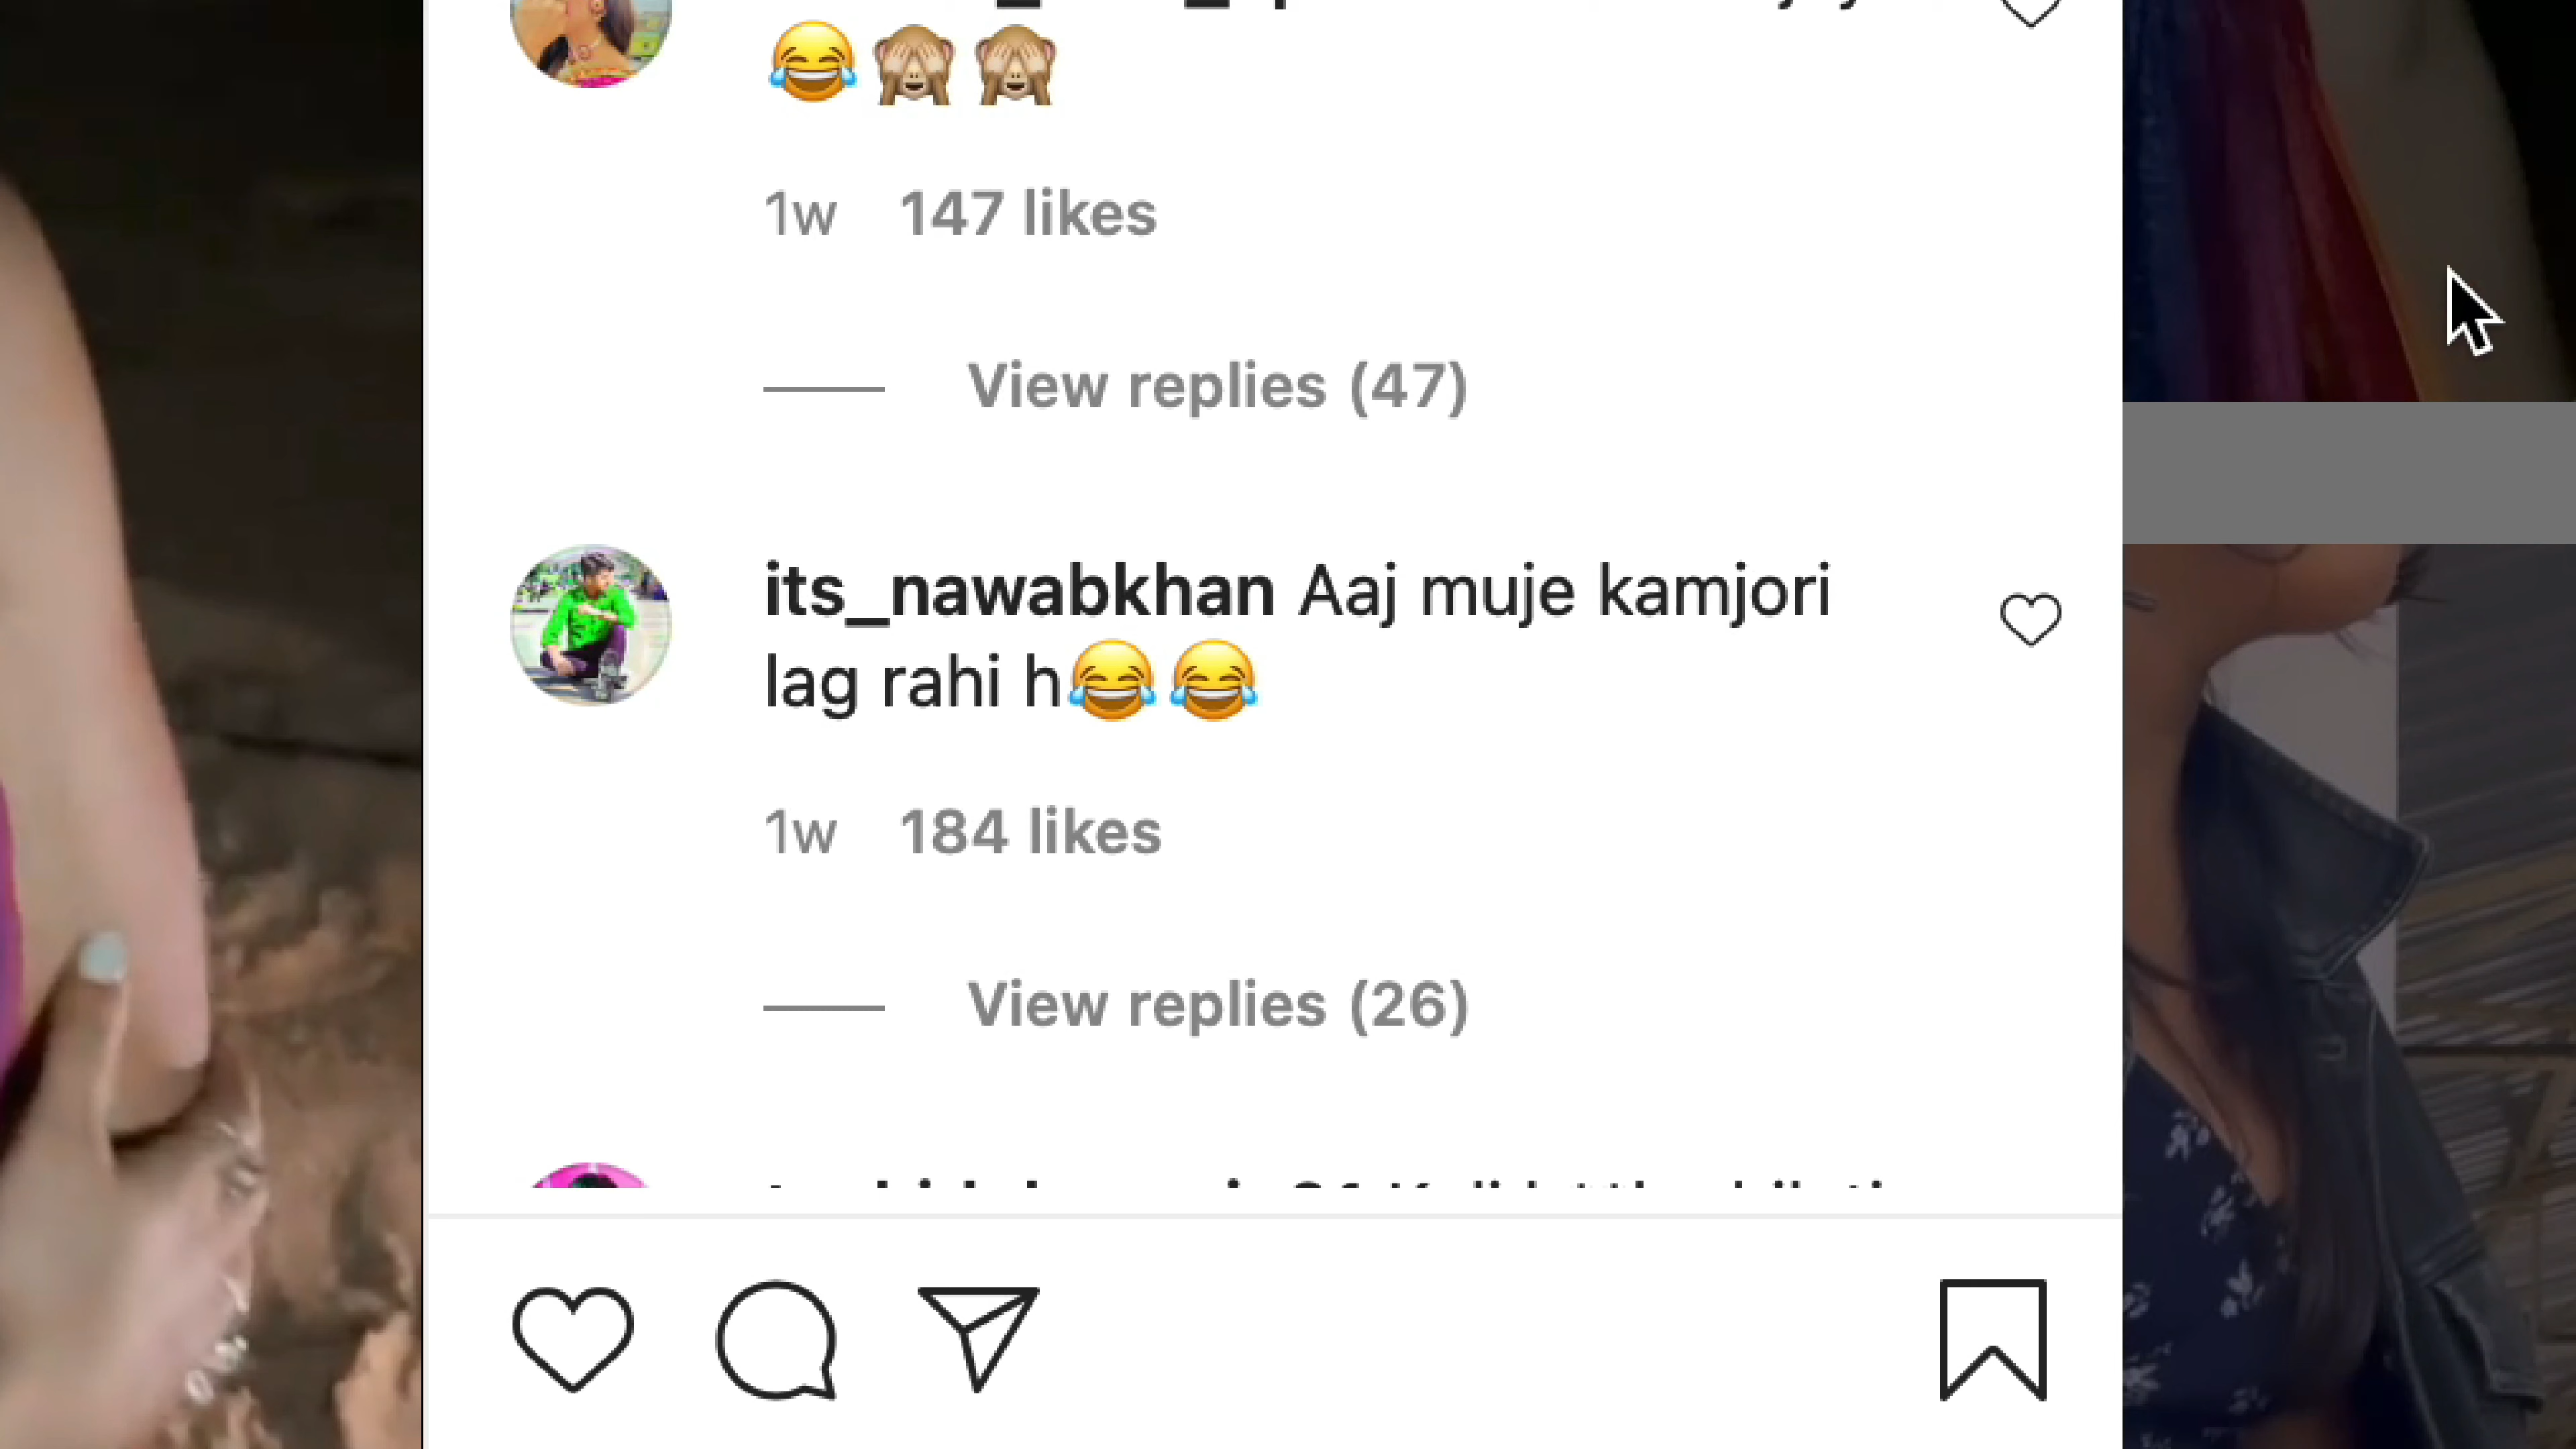 😂🙈🙈
1w 147 likes
View replies (47)
its_nawabkhan Aaj muje kamjori
lag rahi h😂😂
1w 184 likes
View replies (26)